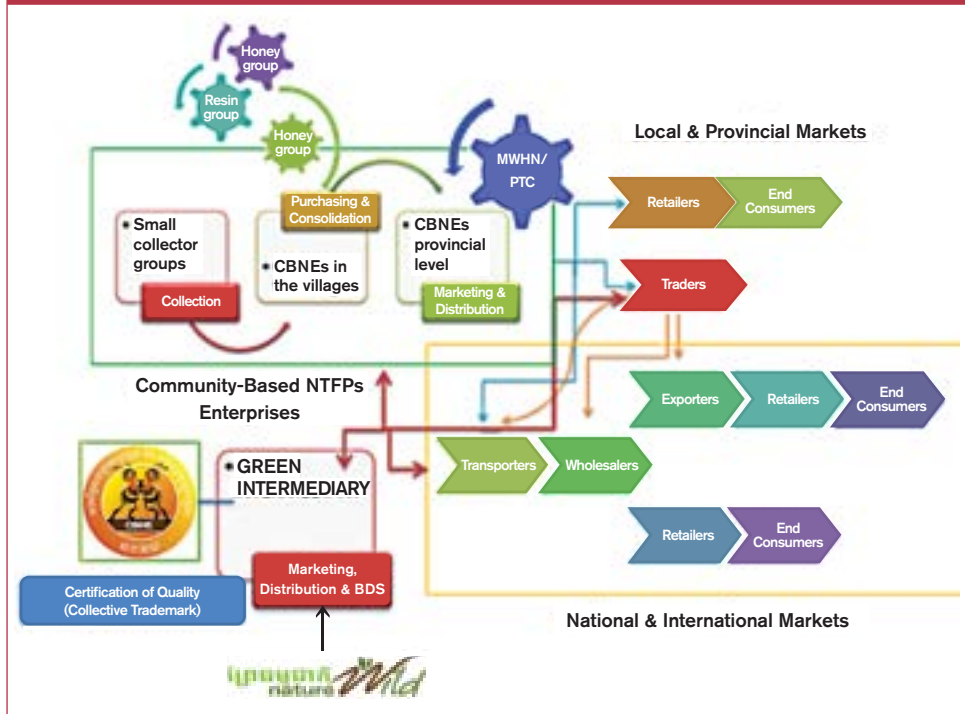 Honey
group
Resin
group
Honey
group
MWHN/
PTC
Local & Provincial Markets
Purchasing &
Consolidation
Retailers
End
Consumers
• Small
collector
groups
• CBNEs in
the villages
• CBNEs
provincial
level
Collection
Marketing &
Distribution
Traders
Community-Based NTFPs
Enterprises
Exporters
Retailers
End
Consumers
• GREEN
INTERMEDIARY
Transporters
Wholesalers
Retailers
End
Consumers
Marketing,
Distribution & BDS
Certification of Quality
(Collective Trademark)
National & International Markets
nature
Wild